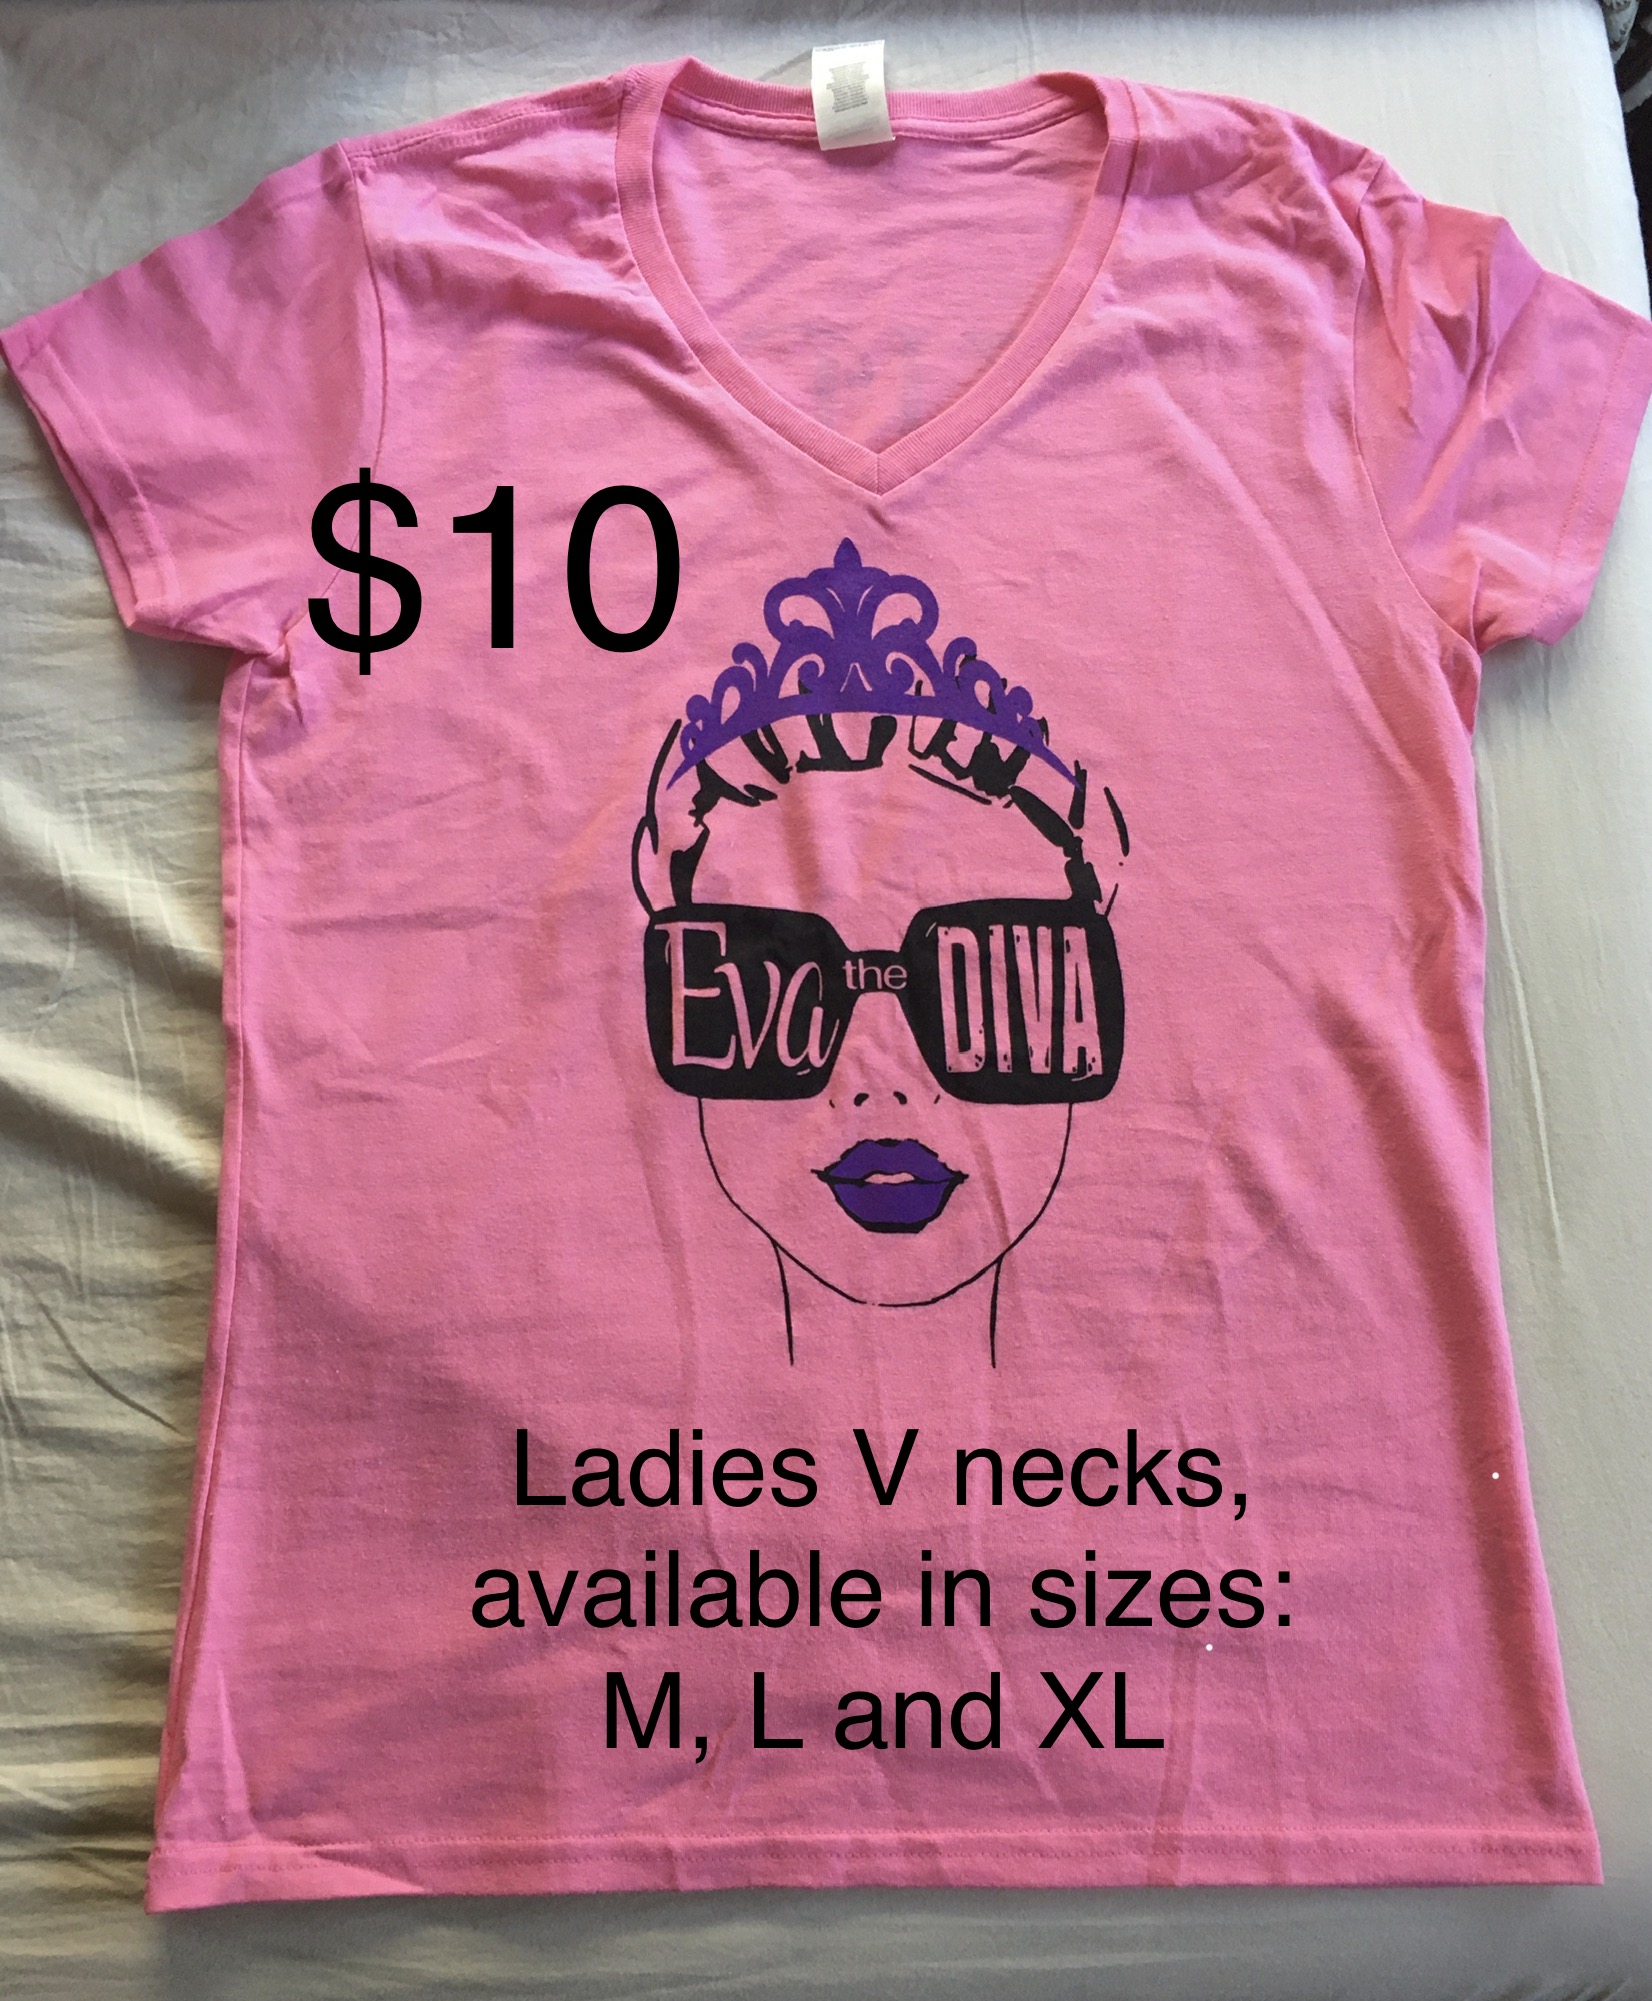 $10
Eva the DIVA
Ladies V necks,
available in sizes:
M, L and XL